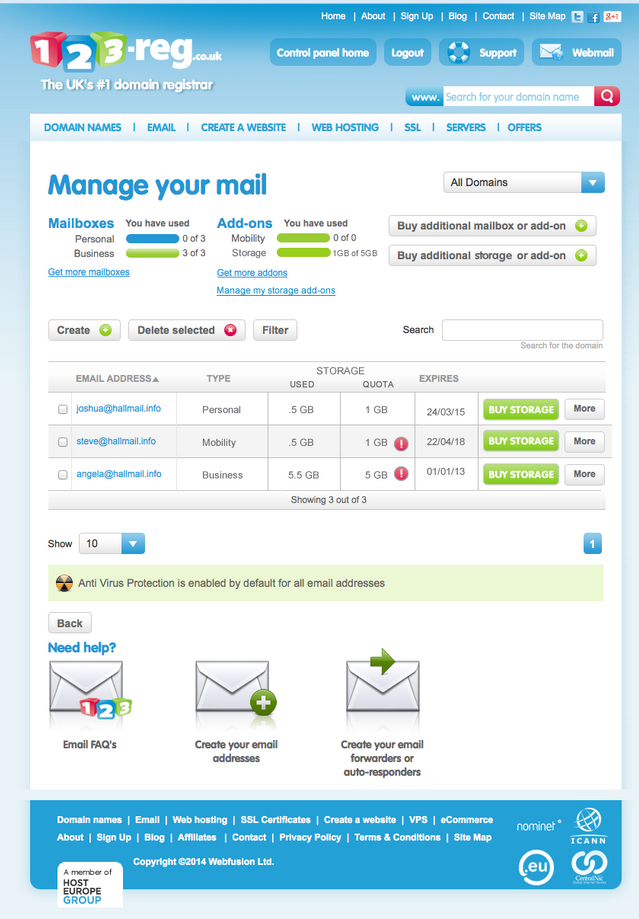 Home | About | Sign Up | Blog | Contact | Site Map
123-reg.co.uk
The UK's #1 domain registrar
Control panel home
Logout
Support
Webmail
www. Search for your domain name
DOMAIN NAMES | EMAIL | CREATE A WEBSITE | WEB HOSTING | SSL | SERVERS | OFFERS
Manage your mail
All Domains
Mailboxes You have used
Personal 0 of 3
Business 3 of 3
Get more mailboxes
Add-ons You have used
Mobility 0 of 0
Storage 1GB of 5GB
Get more addons
Manage my storage add-ons
Buy additional mailbox or add-on
Buy additional storage or add-on
Create
Delete selected
Filter
Search
Search for the domain
EMAIL ADDRESS TYPE STORAGE USED QUOTA EXPIRES
joshua@hallmail.info Personal .5 GB 1 GB 24/03/15 BUY STORAGE More
steve@hallmail.info Mobility .5 GB 1 GB 22/04/18 BUY STORAGE More
angela@hallmail.info Business 5.5 GB 5 GB 01/01/13 BUY STORAGE More
Showing 3 out of 3
Show 10
1
Anti Virus Protection is enabled by default for all email addresses
Back
Need help?
123
Email FAQ's
Create your email
addresses
Create your email
forwarders or
auto-responders
Domain names | Email | Web hosting | SSL Certificates | Create a website | VPS | eCommerce
About | Sign Up | Blog | Affiliates | Contact | Privacy Policy | Terms & Conditions | Site Map
Copyright ©2014 Webfusion Ltd.
A member of
HOST
EUROPE
GROUP
nominet
ICANN
.eu
CentralNic